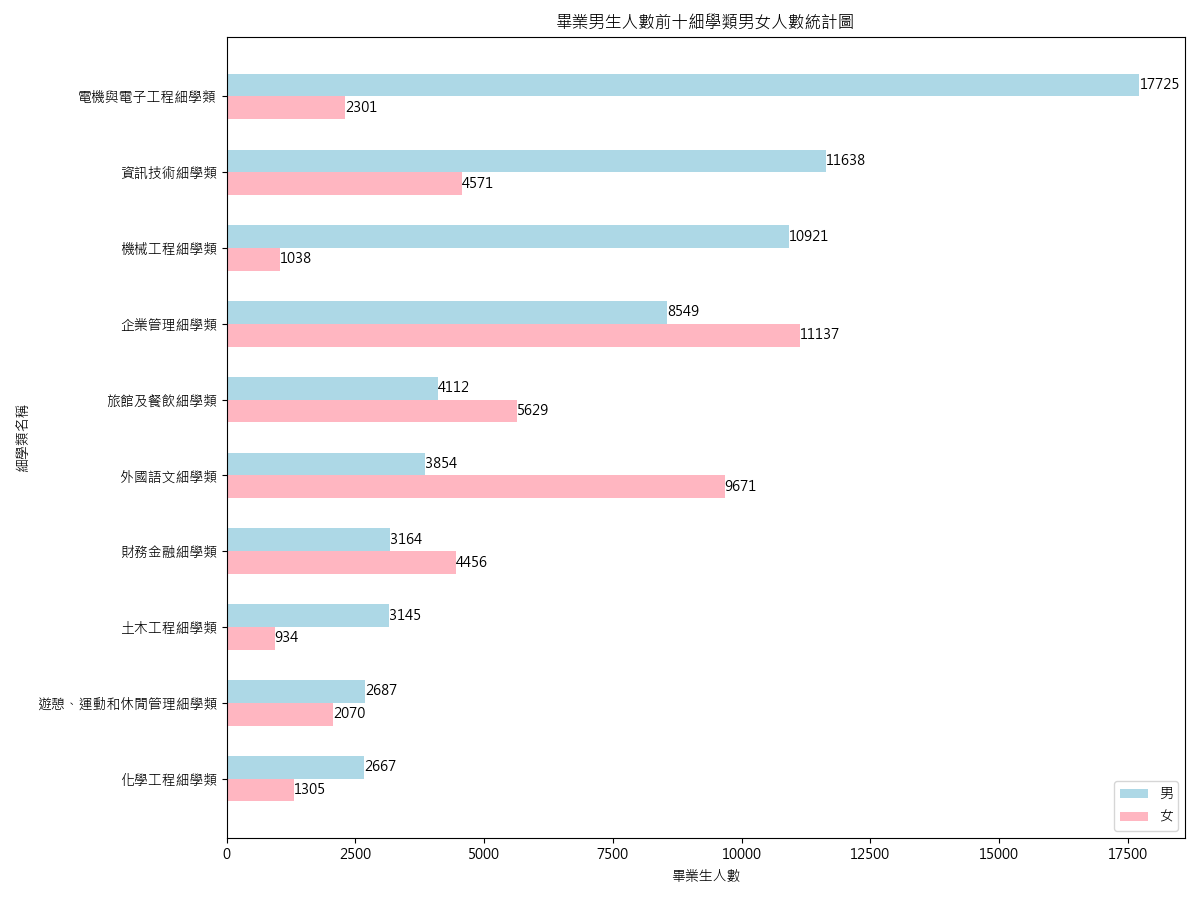 畢業男生人數前十細學類男女人數統計圖
電機與電子工程細學類
17725
2301
資訊技術細學類
11638
4571
機械工程細學類
10921
1038
企業管理細學類
8549
11137
旅館及餐飲細學類
4112
5629
外國語文細學類
3854
9671
財務金融細學類
3164
4456
土木工程細學類
3145
934
遊憩、運動和休閒管理細學類
2687
2070
化學工程細學類
2667
1305
細學類名稱
男
女
0 2500 5000 7500 10000 12500 15000 17500
畢業生人數